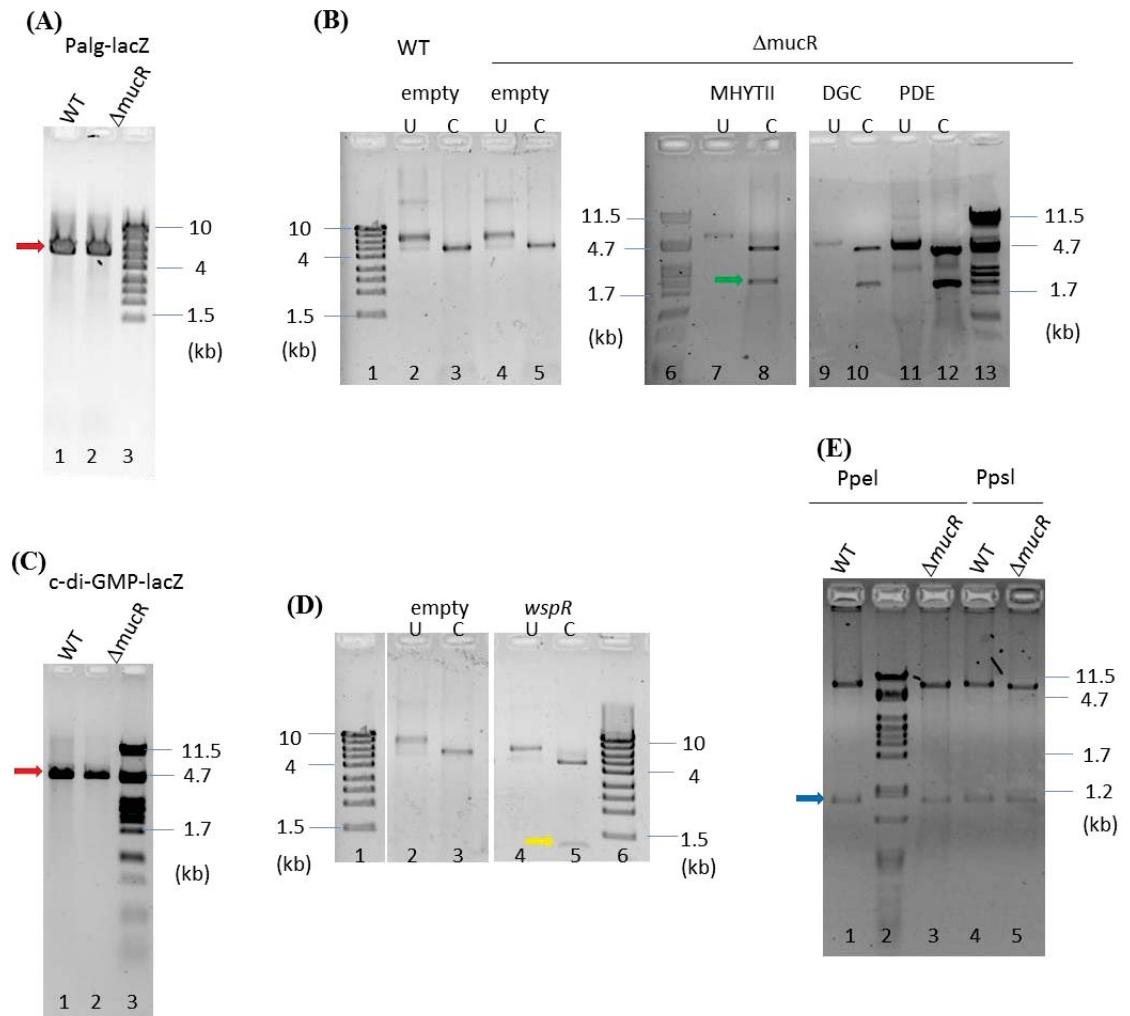 (A)
Palg-lacZ
WT
ΔmucR
10
4
1.5
(kb)
1 2 3
(B)
WT
ΔmucR
empty empty MHYTII DGC PDE
U C U C U C U C U C
10
4
1.5
(kb)
11.5
4.7
1.7
(kb)
11.5
4.7
1.7
(kb)
1 2 3 4 5 6 7 8 9 10 11 12 13
(C)
c-di-GMP-lacZ
WT
ΔmucR
11.5
4.7
1.7
(kb)
1 2 3
(D)
empty wspR
U C U C
10
4
1.5
(kb)
10
4
1.5
(kb)
1 2 3 4 5 6
(E)
PpeI PpsI
WT ΔmucR WT ΔmucR
11.5
4.7
1.7
1.2
(kb)
1 2 3 4 5